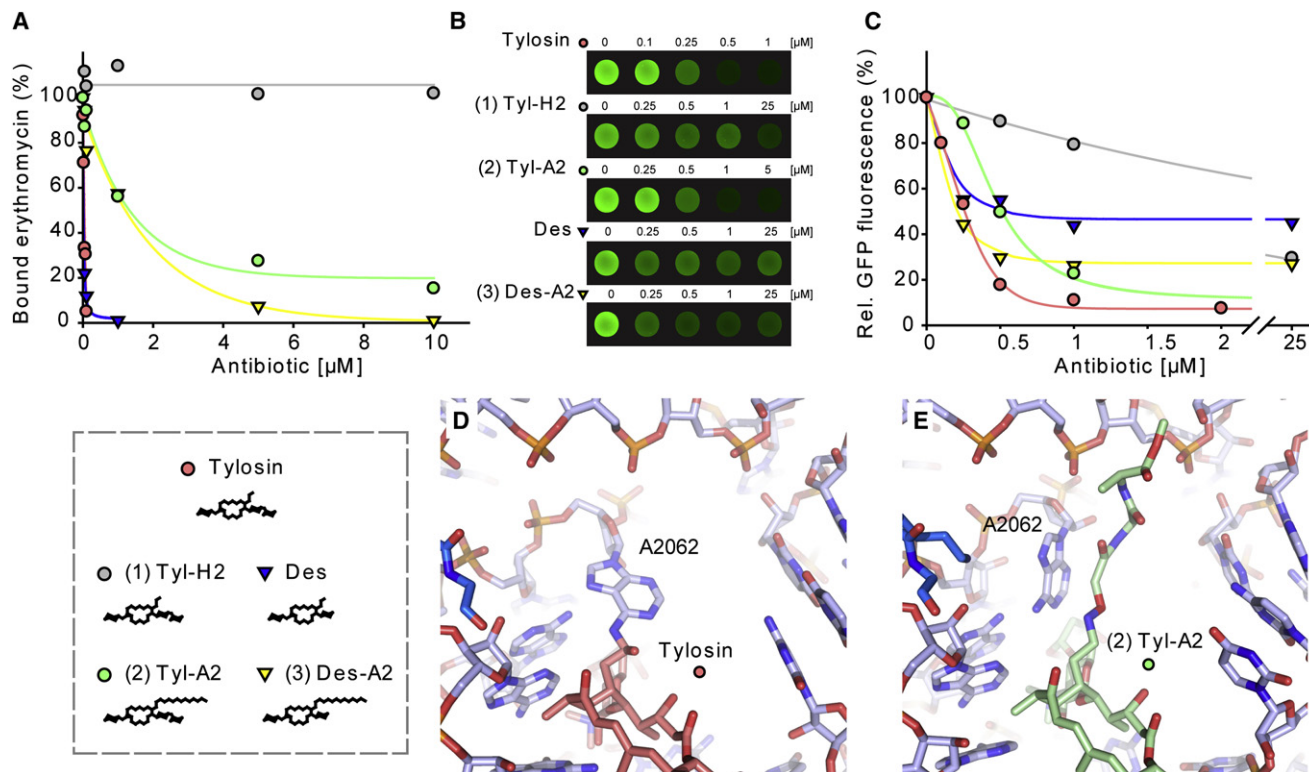 A
Bound erythromycin (%)
100
80
60
40
20
0
0 2 4 6 8 10
Antibiotic [µM]
B
Tylosin 0 0.1 0.25 0.5 1 [µM]
(1) Tyl-H2 0 0.25 0.5 1 25 [µM]
(2) Tyl-A2 0 0.25 0.5 1 5 [µM]
Des 0 0.25 0.5 1 25 [µM]
(3) Des-A2 0 0.25 0.5 1 25 [µM]
C
Rel. GFP fluorescence (%)
100
80
60
40
20
0
0 0.5 1 1.5 2 25
Antibiotic [µM]
Tylosin
(1) Tyl-H2 Des
(2) Tyl-A2 (3) Des-A2
D
A2062
Tylosin
E
A2062
(2) Tyl-A2